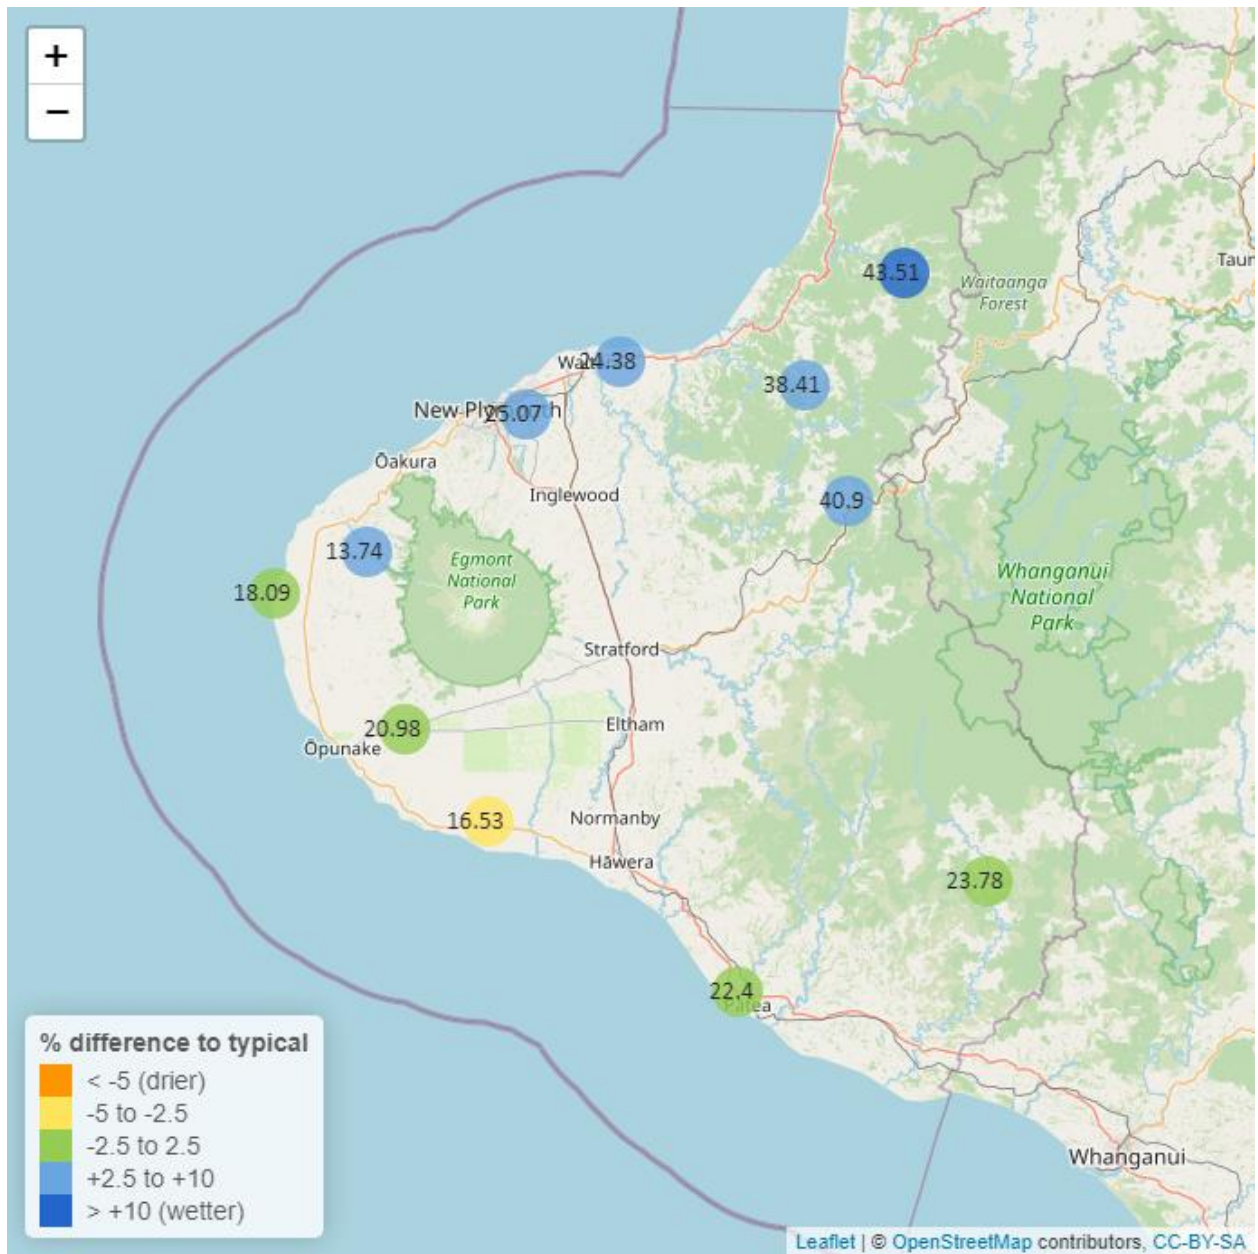 +
−
Taun
43.51
Waitaanga
Forest
24.38
38.41
New Ply
25.07
Ōakura
Inglewood
40.9
13.74
Egmont
National
Park
Whanganui
National
Park
18.09
Stratford
20.98
Eltham
Ōpunake
16.53
Normanby
Hāwera
23.78
22.4
Whanganui
% difference to typical
< -5 (drier)
-5 to -2.5
-2.5 to 2.5
+2.5 to +10
> +10 (wetter)
Leaflet | © OpenStreetMap contributors, CC-BY-SA